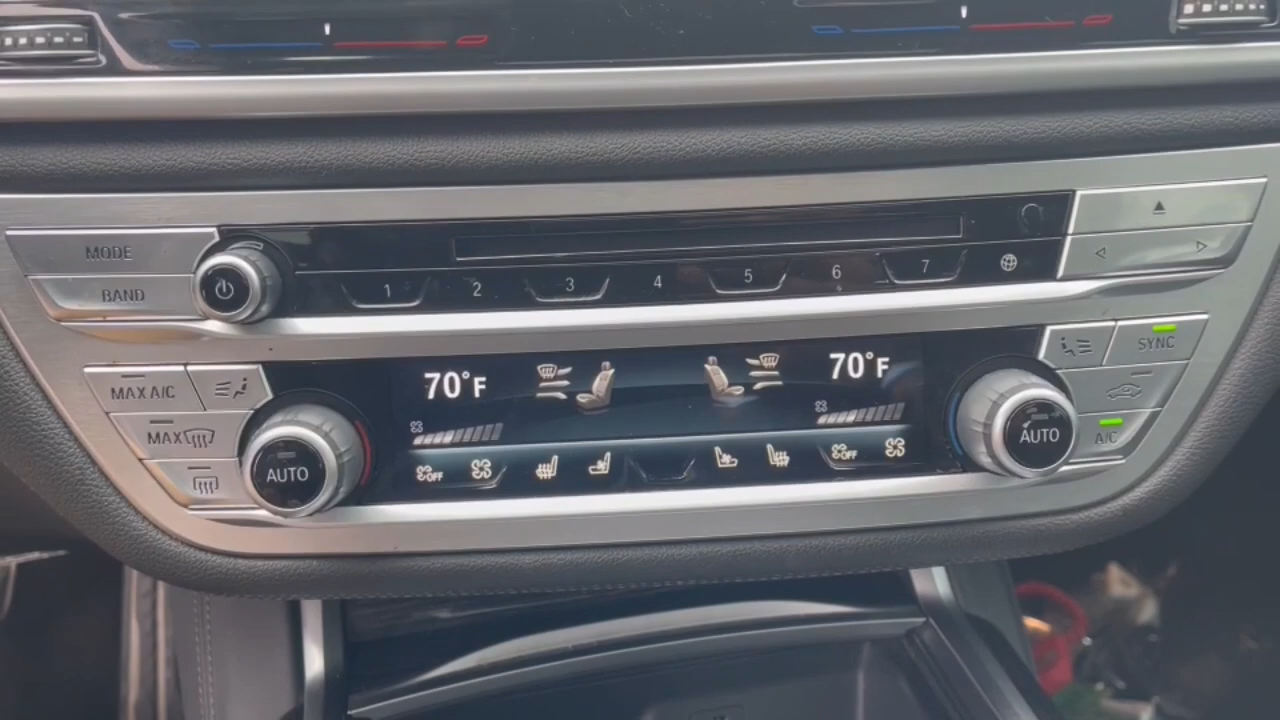 MODE
BAND
1 2 3 4 5 6 7
MAX A/C
MAX
AUTO
70°F
70°F
OFF
OFF
AUTO
SYNC
A/C